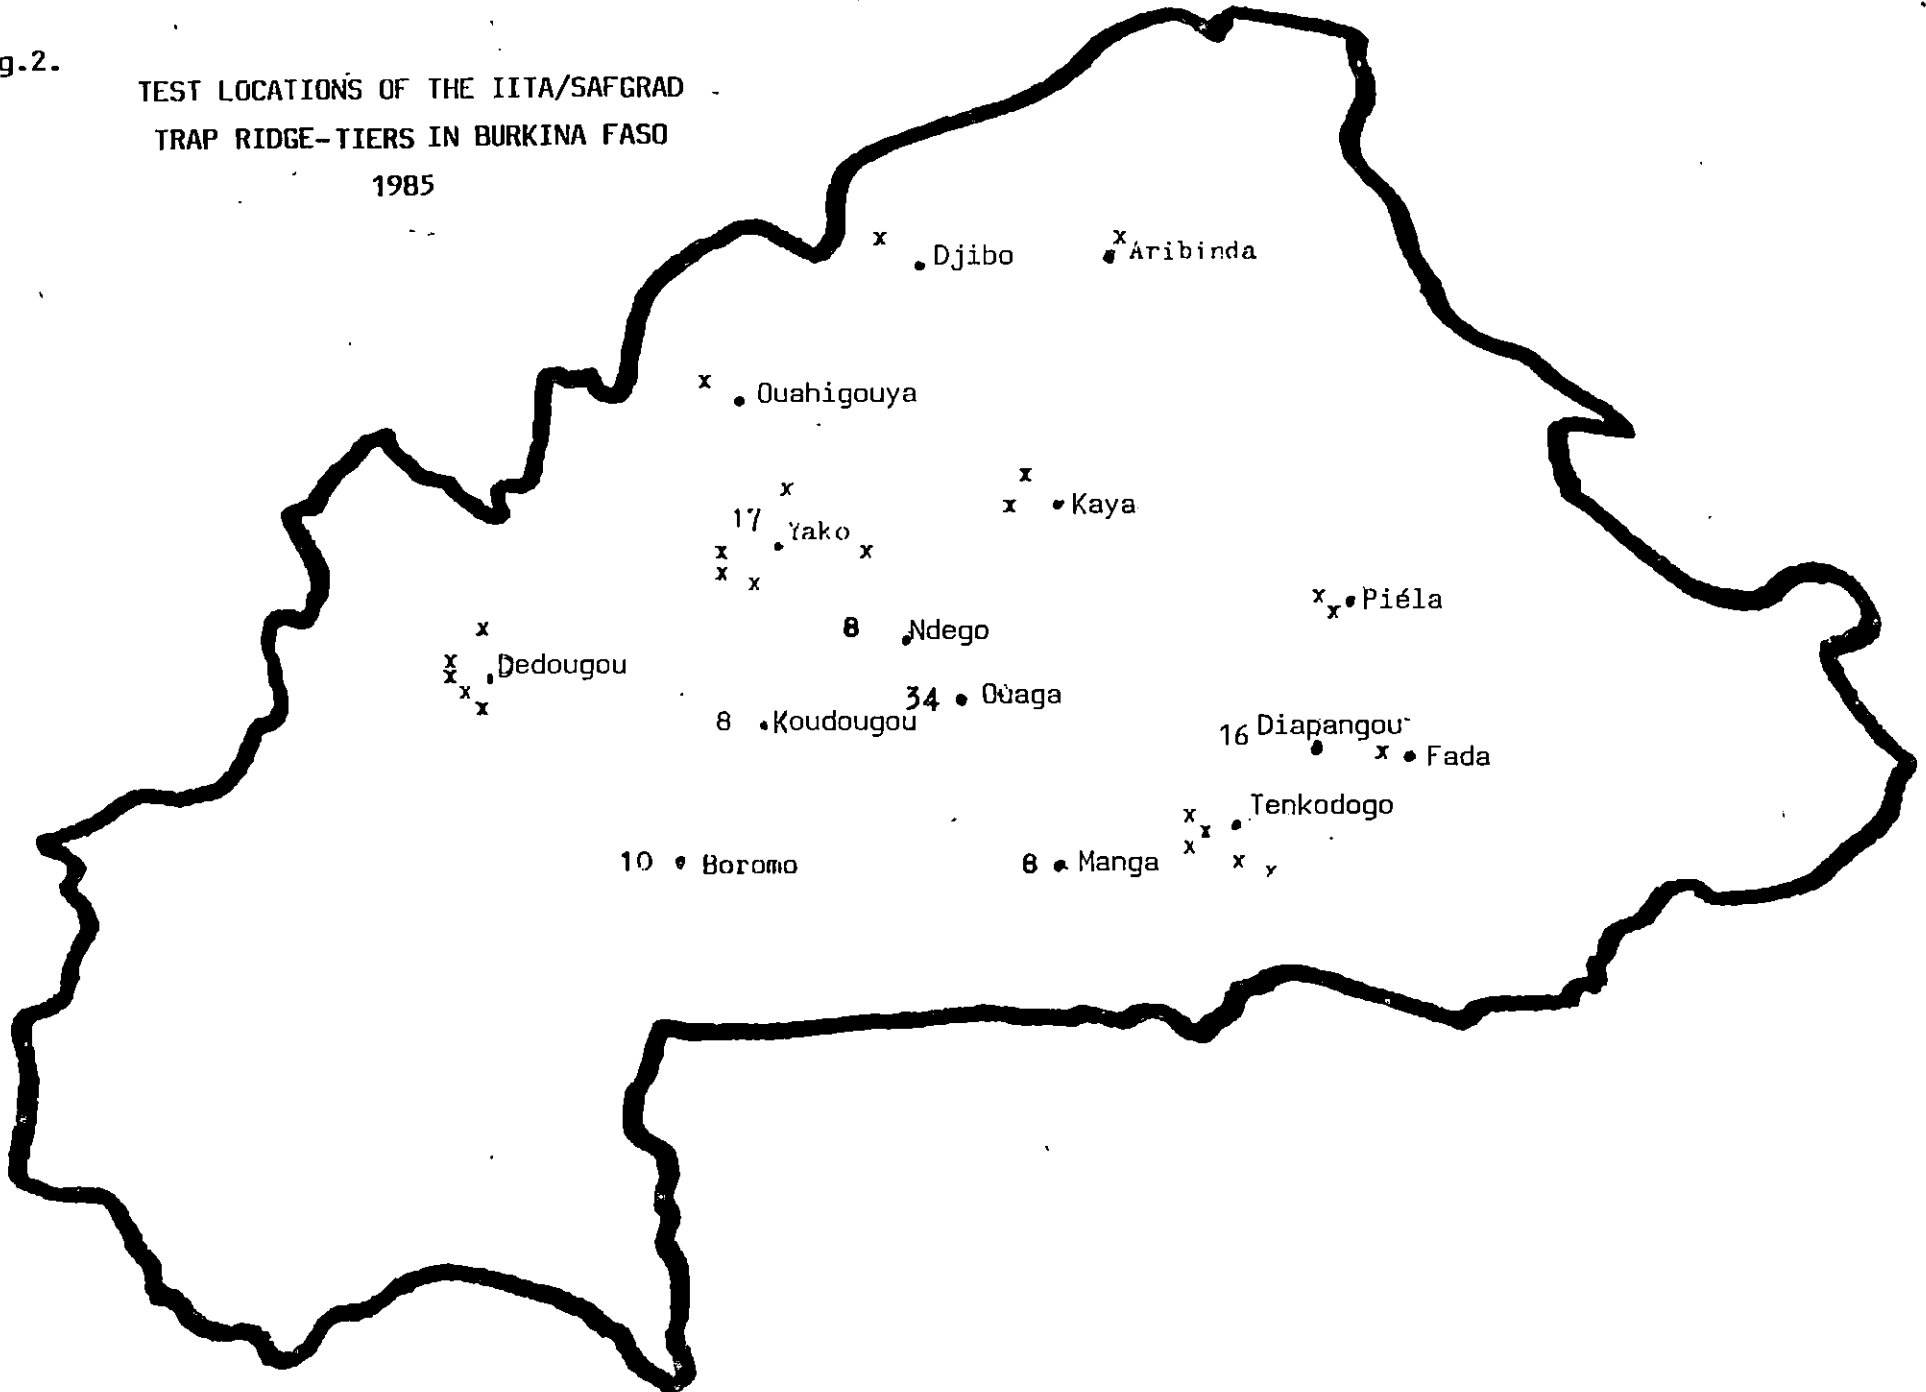 g.2.
TEST LOCATIONS OF THE IITA/SAFGRAD
TRAP RIDGE-TIERS IN BURKINA FASO
1985
x Djibo
x Aribinda
x Ouahigouya
x
x Kaya
x
17 Yako x
x
x x
x x Piéla
8 Ndego
x
x Dedougou
x
x
x
34 Ouaga
8 Koudougou
16 Diapangou
x Fada
Tenkodogo
x
x
x
x x
10 Boromo
8 Manga